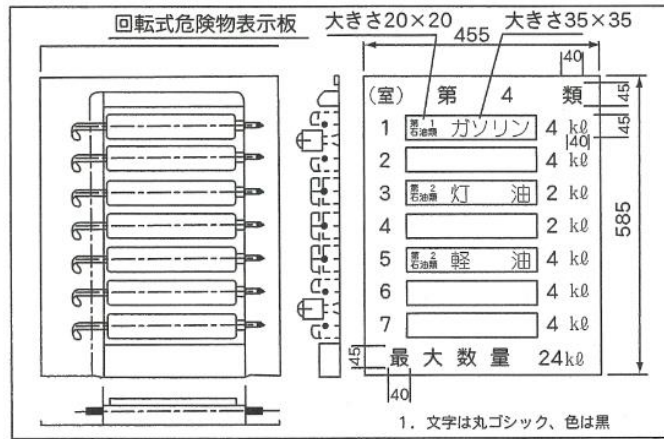 回転式危険物表示板
大きさ20×20
大きさ35×35
455
40
(室) 第 4 類
45
1 第1石油類 ガソリン 4 kℓ
45
40
2 4 kℓ
3 第2石油類 灯油 2 kℓ
4 2 kℓ
585
5 第2石油類 軽油 4 kℓ
6 4 kℓ
7 4 kℓ
45
最大数量 24kℓ
40
1. 文字は丸ゴシック、色は黒